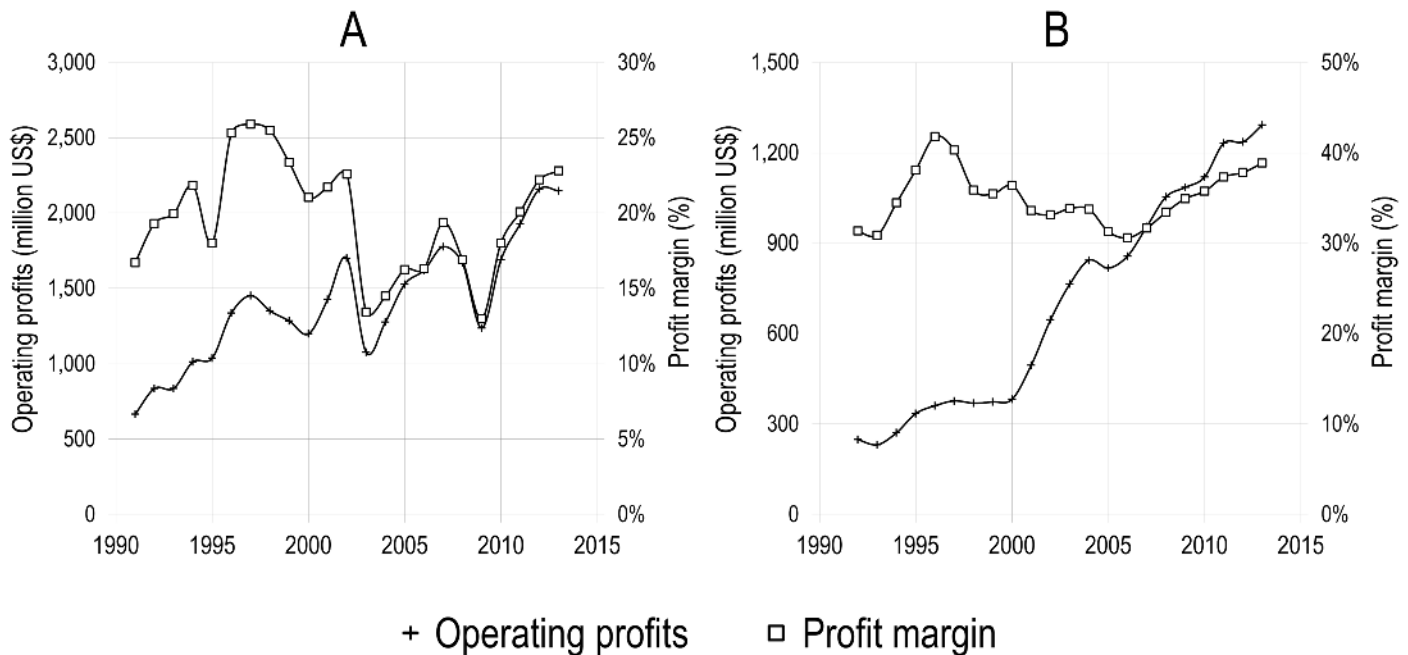 A
3,000
2,500
2,000
1,500
1,000
500
0
Operating profits (million US$)
30%
25%
20%
15%
10%
5%
0%
Profit margin (%)
1990 1995 2000 2005 2010 2015
B
1,500
1,200
900
600
300
0
Operating profits (million US$)
50%
40%
30%
20%
10%
0%
Profit margin (%)
1990 1995 2000 2005 2010 2015
Operating profits
Profit margin